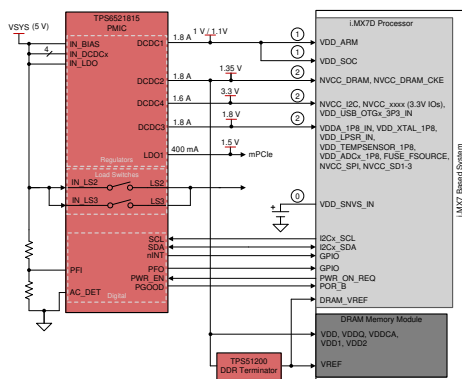 VSYS (5 V)
TPS6521815
PMIC
IN_BIAS
4
IN_DCDCx
IN_LDO
DCDC1
1.8 A
1 V / 1.1V
DCDC2
1.8 A
1.35 V
DCDC4
1.6 A
3.3 V
DCDC3
1.8 A
1.8 V
LDO1
400 mA
1.5 V
mPCIe
Regulators
Load Switches
IN_LS2
LS2
IN_LS3
LS3
SCL
SDA
nINT
PFI
PFO
PWR_EN
PGOOD
AC_DET
Digital
i.MX7D Processor
1
VDD_ARM
1
VDD_SOC
2
NVCC_DRAM, NVCC_DRAM_CKE
2
NVCC_I2C, NVCC_xxxx (3.3V IOs),
VDD_USB_OTGx_3P3_IN
2
VDDA_1P8_IN, VDD_XTAL_1P8,
VDD_LPSR_IN,
VDD_TEMPSENSOR_1P8,
VDD_ADCx_1P8, FUSE_FSOURCE,
NVCC_SPI, NVCC_SD1-3
0
+
VDD_SNVS_IN
I2Cx_SCL
I2Cx_SDA
GPIO
GPIO
PWR_ON_REQ
POR_B
DRAM_VREF
i.MX7 Based System
DRAM Memory Module
VDD, VDDQ, VDDCA,
VDD1, VDD2
VREF
TPS51200
DDR Terminator